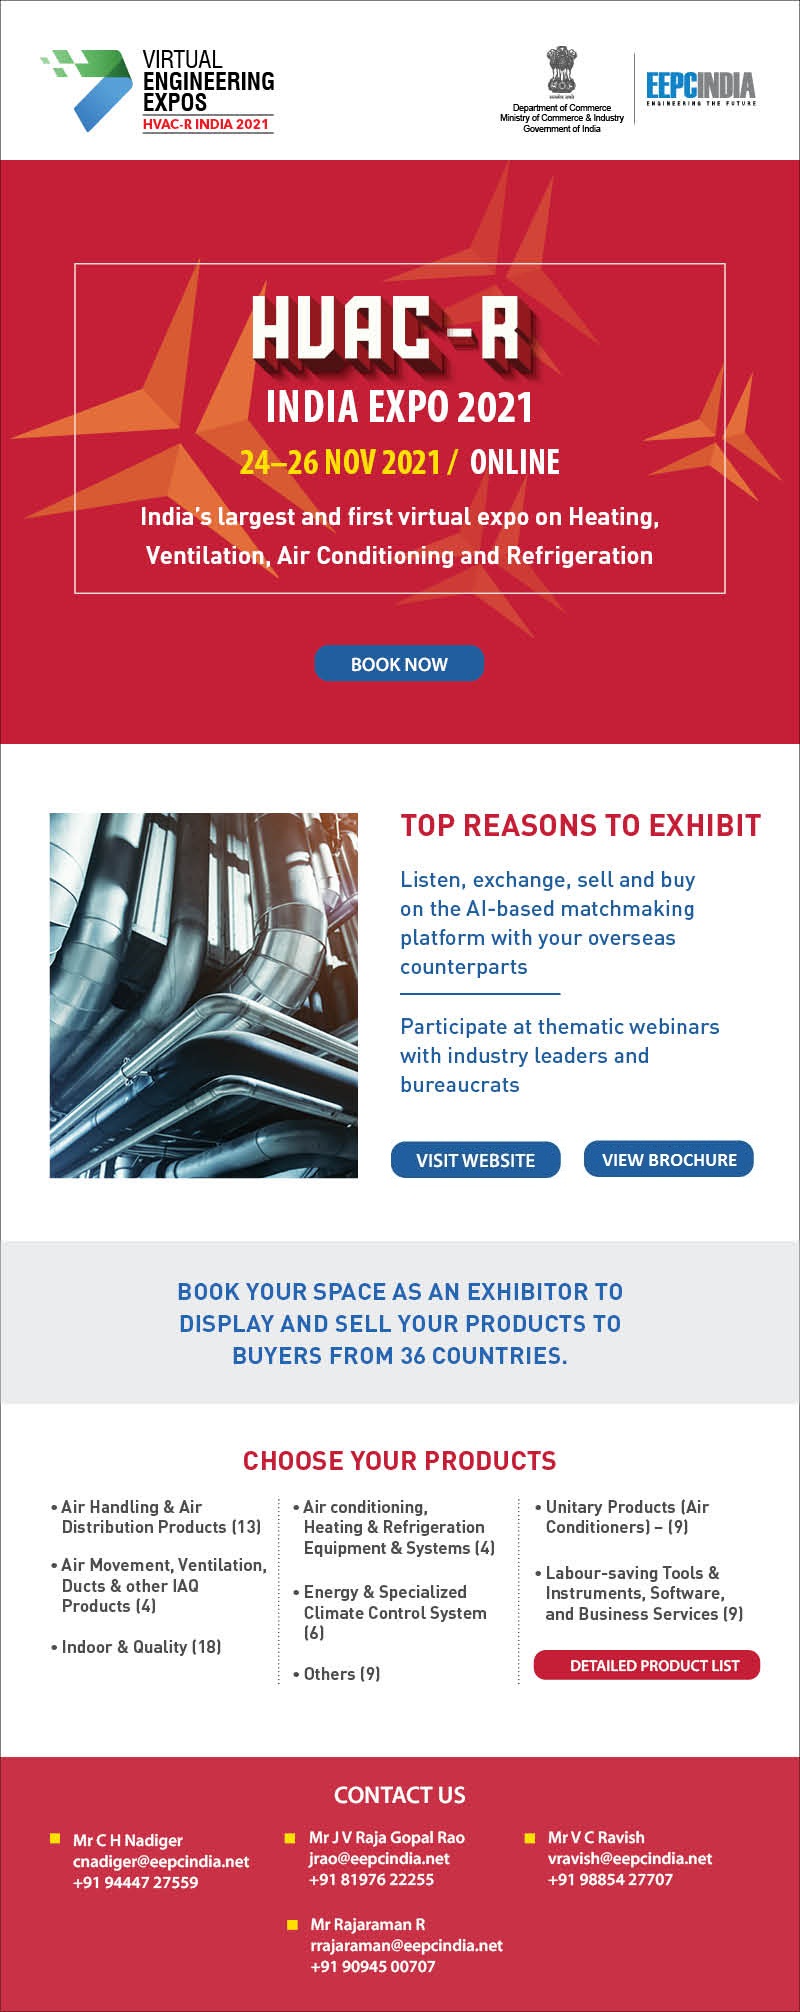 VIRTUAL
ENGINEERING
EXPOS
HVAC-R INDIA 2021
Department of Commerce
Ministry of Commerce & Industry
Government of India
EEPCINDIA
ENGINEERING THE FUTURE
HVAC-R
INDIA EXPO 2021
24–26 NOV 2021 / ONLINE
India's largest and first virtual expo on Heating,
Ventilation, Air Conditioning and Refrigeration
BOOK NOW
TOP REASONS TO EXHIBIT
Listen, exchange, sell and buy
on the AI-based matchmaking
platform with your overseas
counterparts
Participate at thematic webinars
with industry leaders and
bureaucrats
VISIT WEBSITE
VIEW BROCHURE
BOOK YOUR SPACE AS AN EXHIBITOR TO
DISPLAY AND SELL YOUR PRODUCTS TO
BUYERS FROM 36 COUNTRIES.
CHOOSE YOUR PRODUCTS
• Air Handling & Air
Distribution Products (13)
• Air Movement, Ventilation,
Ducts & other IAQ
Products (4)
• Indoor & Quality (18)
• Air conditioning,
Heating & Refrigeration
Equipment & Systems (4)
• Energy & Specialized
Climate Control System
(6)
• Others (9)
• Unitary Products (Air
Conditioners) – (9)
• Labour-saving Tools &
Instruments, Software,
and Business Services (9)
DETAILED PRODUCT LIST
CONTACT US
Mr C H Nadiger
cnadiger@eepcindia.net
+91 94447 27559
Mr J V Raja Gopal Rao
jrao@eepcindia.net
+91 81976 22255
Mr V C Ravish
vravish@eepcindia.net
+91 98854 27707
Mr Rajaraman R
rrajaraman@eepcindia.net
+91 90945 00707